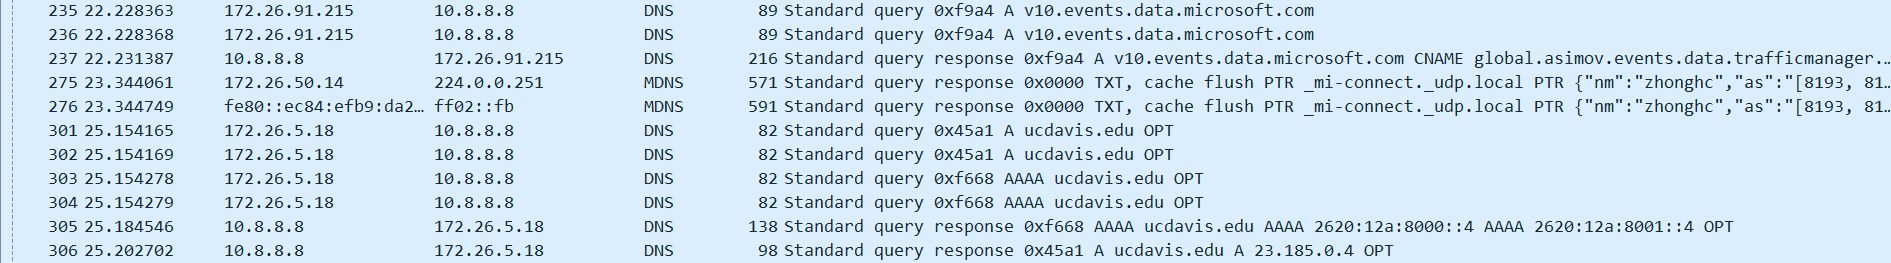 235 22.228363 172.26.91.215 10.8.8.8 DNS 89 Standard query 0xf9a4 A v10.events.data.microsoft.com
236 22.228368 172.26.91.215 10.8.8.8 DNS 89 Standard query 0xf9a4 A v10.events.data.microsoft.com
237 22.231387 10.8.8.8 172.26.91.215 DNS 216 Standard query response 0xf9a4 A v10.events.data.microsoft.com CNAME global.asimov.events.data.trafficmanager...
275 23.344061 172.26.50.14 224.0.0.251 MDNS 571 Standard query response 0x0000 TXT, cache flush PTR _mi-connect._udp.local PTR {"nm":"zhonghc","as":"[8193, 81...
276 23.344749 fe80::ec84:efb9:da2... ff02::fb MDNS 591 Standard query response 0x0000 TXT, cache flush PTR _mi-connect._udp.local PTR {"nm":"zhonghc","as":"[8193, 81...
301 25.154165 172.26.5.18 10.8.8.8 DNS 82 Standard query 0x45a1 A ucdavis.edu OPT
302 25.154169 172.26.5.18 10.8.8.8 DNS 82 Standard query 0x45a1 A ucdavis.edu OPT
303 25.154278 172.26.5.18 10.8.8.8 DNS 82 Standard query 0xf668 AAAA ucdavis.edu OPT
304 25.154279 172.26.5.18 10.8.8.8 DNS 82 Standard query 0xf668 AAAA ucdavis.edu OPT
305 25.184546 10.8.8.8 172.26.5.18 DNS 138 Standard query response 0xf668 AAAA ucdavis.edu AAAA 2620:12a:8000::4 AAAA 2620:12a:8001::4 OPT
306 25.202702 10.8.8.8 172.26.5.18 DNS 98 Standard query response 0x45a1 A ucdavis.edu A 23.185.0.4 OPT